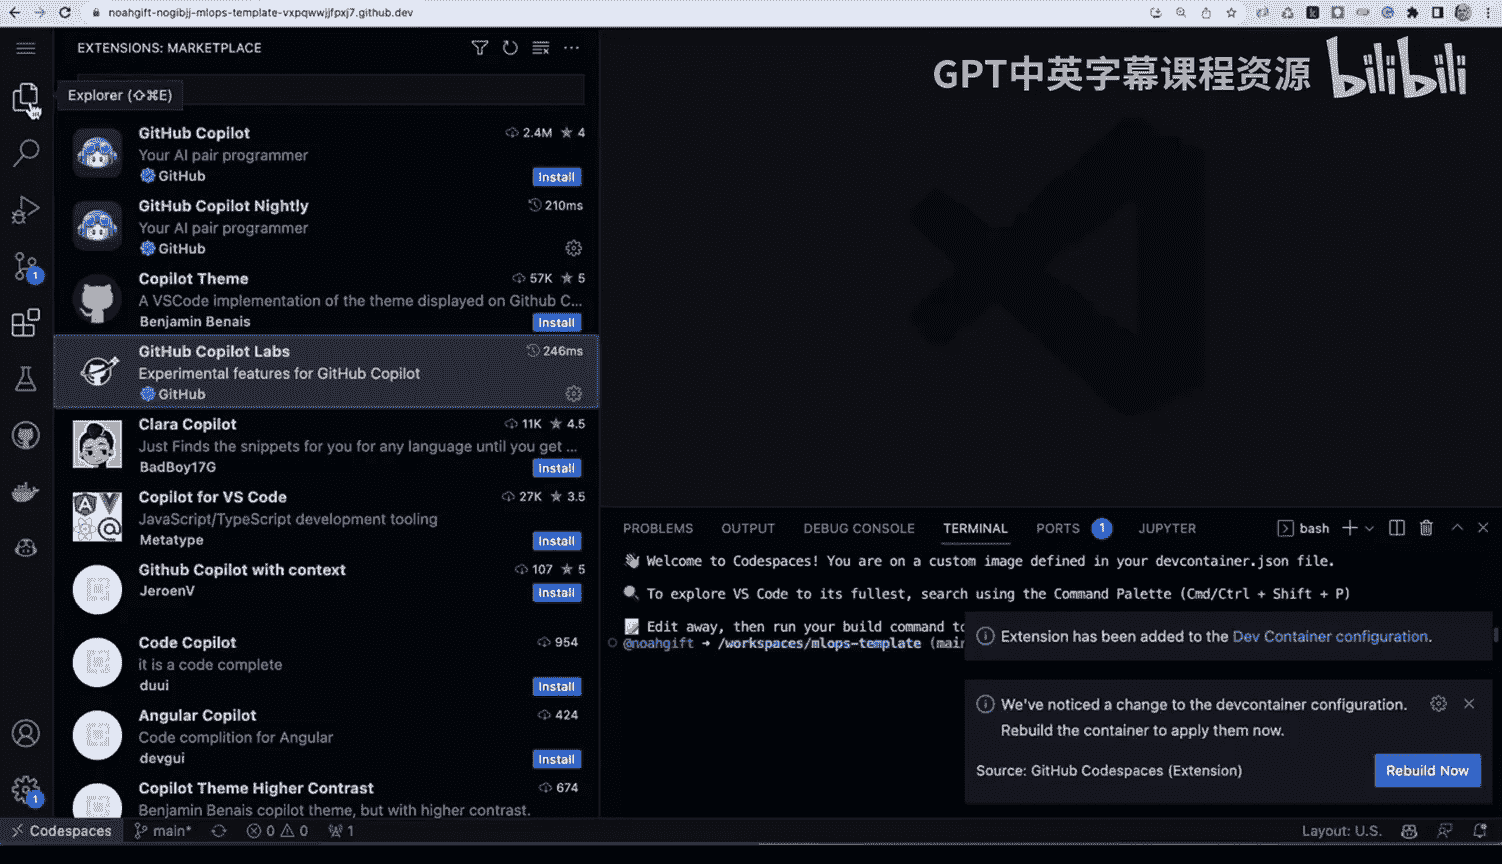 noahgift-nogibjj-mlops-template-vxpqwwjjfpxj7.github.dev
EXTENSIONS: MARKETPLACE
Explorer (⇧⌘E)
GPT中英字幕课程资源 bilibili
GitHub Copilot 2.4M ★ 4
Your AI pair programmer
GitHub Install
GitHub Copilot Nightly 210ms
Your AI pair programmer
GitHub
Copilot Theme 57K ★ 5
A VSCode implementation of the theme displayed on Github C...
Benjamin Benais Install
GitHub Copilot Labs 246ms
Experimental features for GitHub Copilot
GitHub
Clara Copilot 11K ★ 4.5
Just Finds the snippets for you for any language until you get ...
BadBoy17G Install
Copilot for VS Code 27K ★ 3.5
JavaScript/TypeScript development tooling
Metatype Install
Github Copilot with context 107 ★ 5
JeroenV Install
Code Copilot 954
it is a code complete
duui Install
Angular Copilot 424
Code complition for Angular
devgui Install
Copilot Theme Higher Contrast 674
Benjamin Benais copilot theme, but with higher contrast.
1
1
PROBLEMS OUTPUT DEBUG CONSOLE TERMINAL PORTS 1 JUPYTER bash
👋 Welcome to Codespaces! You are on a custom image defined in your devcontainer.json file.
🔍 To explore VS Code to its fullest, search using the Command Palette (Cmd/Ctrl + Shift + P)
📝 Edit away, then run your build command to
@noahgift → /workspaces/mlops-template (main
Extension has been added to the Dev Container configuration.
We've noticed a change to the devcontainer configuration.
Rebuild the container to apply them now.
Source: GitHub Codespaces (Extension) Rebuild Now
Codespaces main* 0 0 1 Layout: U.S.